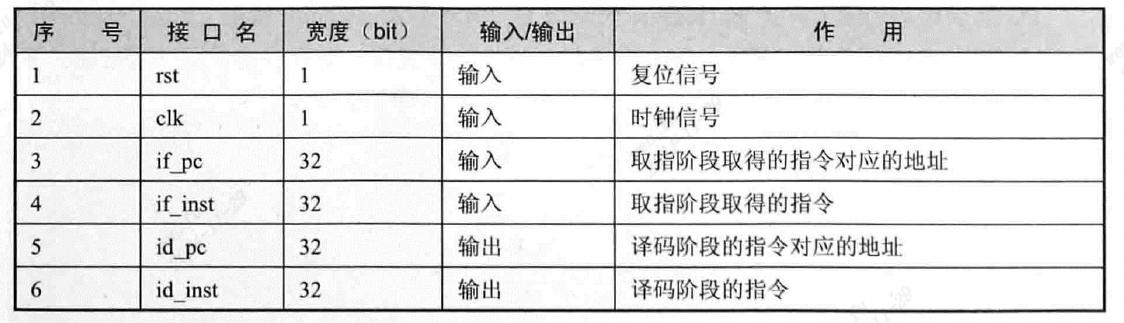 序 号 接 口 名 宽度（bit） 输入/输出 作 用
1 rst 1 输入 复位信号
2 clk 1 输入 时钟信号
3 if_pc 32 输入 取指阶段取得的指令对应的地址
4 if_inst 32 输入 取指阶段取得的指令
5 id_pc 32 输出 译码阶段的指令对应的地址
6 id_inst 32 输出 译码阶段的指令